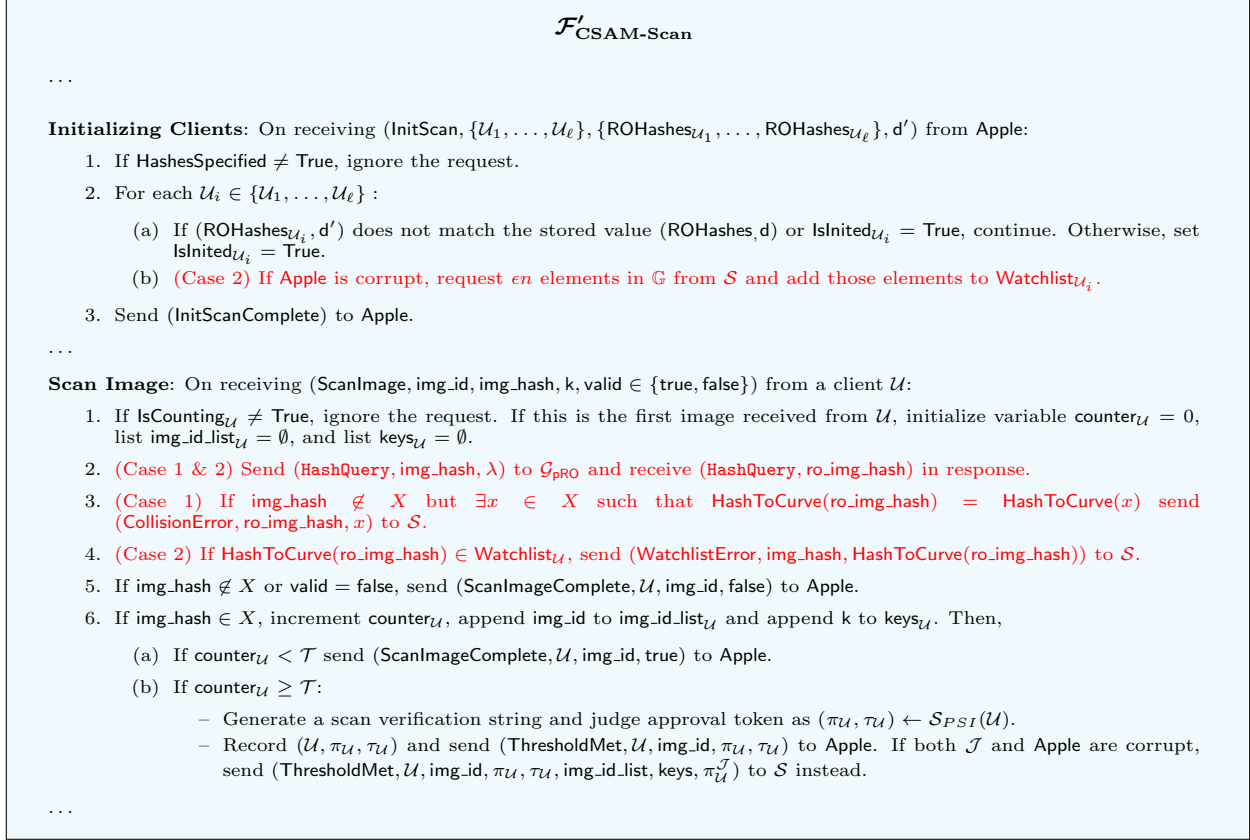 𝓕′CSAM-Scan
. . .
Initializing Clients: On receiving (InitScan, {𝒰₁, . . . , 𝒰ℓ}, {ROHashes𝒰₁, . . . , ROHashes𝒰ℓ}, d′) from Apple:
1. If HashesSpecified ≠ True, ignore the request.
2. For each 𝒰ᵢ ∈ {𝒰₁, . . . , 𝒰ℓ} :
(a) If (ROHashes𝒰ᵢ, d′) does not match the stored value (ROHashes, d) or IsInited𝒰ᵢ = True, continue. Otherwise, set
IsInited𝒰ᵢ = True.
(b) (Case 2) If Apple is corrupt, request ϵn elements in 𝔾 from 𝒮 and add those elements to Watchlist𝒰ᵢ.
3. Send (InitScanComplete) to Apple.
. . .
Scan Image: On receiving (ScanImage, img_id, img_hash, k, valid ∈ {true, false}) from a client 𝒰:
1. If IsCounting𝒰 ≠ True, ignore the request. If this is the first image received from 𝒰, initialize variable counter𝒰 = 0,
list img_id_list𝒰 = ∅, and list keys𝒰 = ∅.
2. (Case 1 & 2) Send (HashQuery, img_hash, λ) to 𝒢pRO and receive (HashQuery, ro_img_hash) in response.
3. (Case 1) If img_hash ∉ X but ∃x ∈ X such that HashToCurve(ro_img_hash) = HashToCurve(x) send
(CollisionError, ro_img_hash, x) to 𝒮.
4. (Case 2) If HashToCurve(ro_img_hash) ∈ Watchlist𝒰, send (WatchlistError, img_hash, HashToCurve(ro_img_hash)) to 𝒮.
5. If img_hash ∉ X or valid = false, send (ScanImageComplete, 𝒰, img_id, false) to Apple.
6. If img_hash ∈ X, increment counter𝒰, append img_id to img_id_list𝒰 and append k to keys𝒰. Then,
(a) If counter𝒰 < 𝒯 send (ScanImageComplete, 𝒰, img_id, true) to Apple.
(b) If counter𝒰 ≥ 𝒯:
– Generate a scan verification string and judge approval token as (π𝒰, τ𝒰) ← 𝒮PSI(𝒰).
– Record (𝒰, π𝒰, τ𝒰) and send (ThresholdMet, 𝒰, img_id, π𝒰, τ𝒰) to Apple. If both 𝒥 and Apple are corrupt,
send (ThresholdMet, 𝒰, img_id, π𝒰, τ𝒰, img_id_list, keys, π𝒰^𝒥) to 𝒮 instead.
. . .